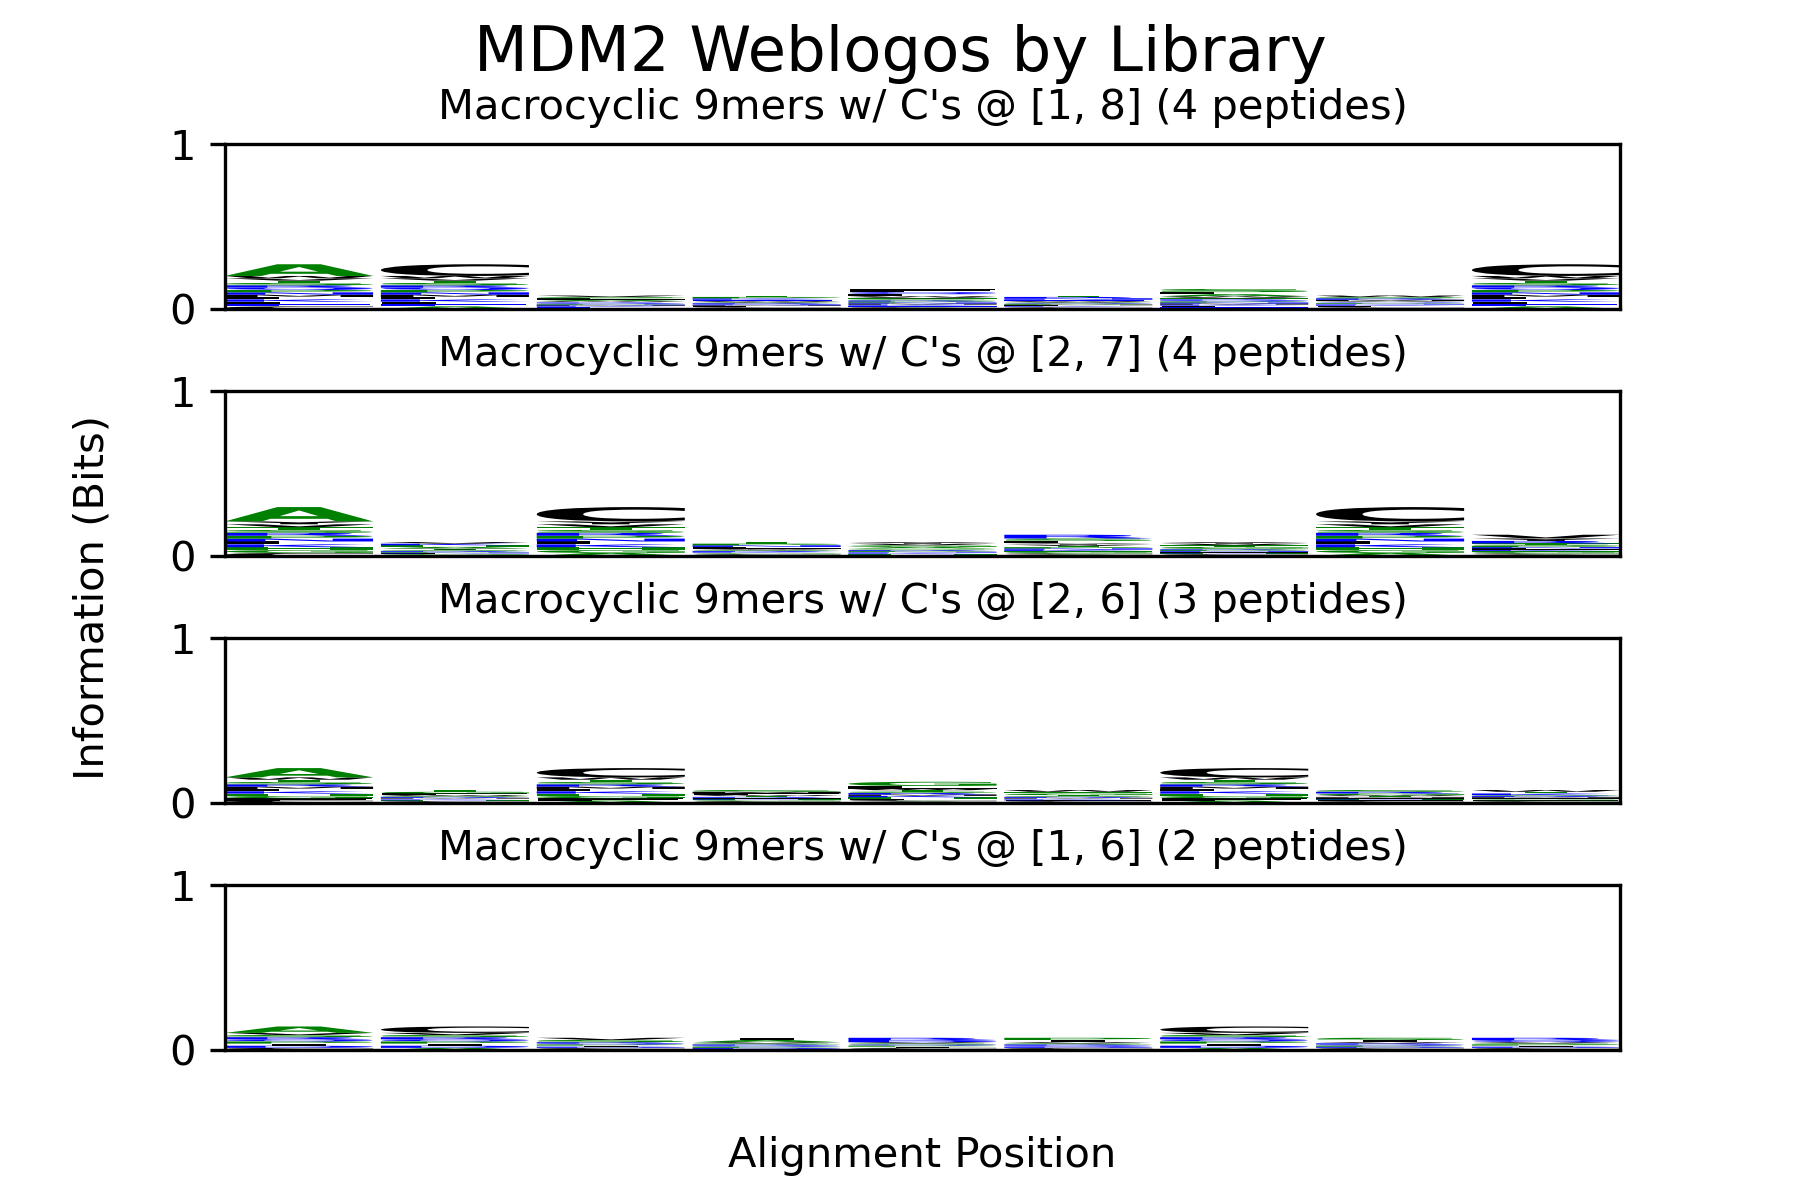 MDM2 Weblogos by Library
Macrocyclic 9mers w/ C's @ [1, 8] (4 peptides)
1
A C C
0
Macrocyclic 9mers w/ C's @ [2, 7] (4 peptides)
1
A C C
0
Macrocyclic 9mers w/ C's @ [2, 6] (3 peptides)
1
A C C
0
Macrocyclic 9mers w/ C's @ [1, 6] (2 peptides)
1
A C C
0
Information (Bits)
Alignment Position